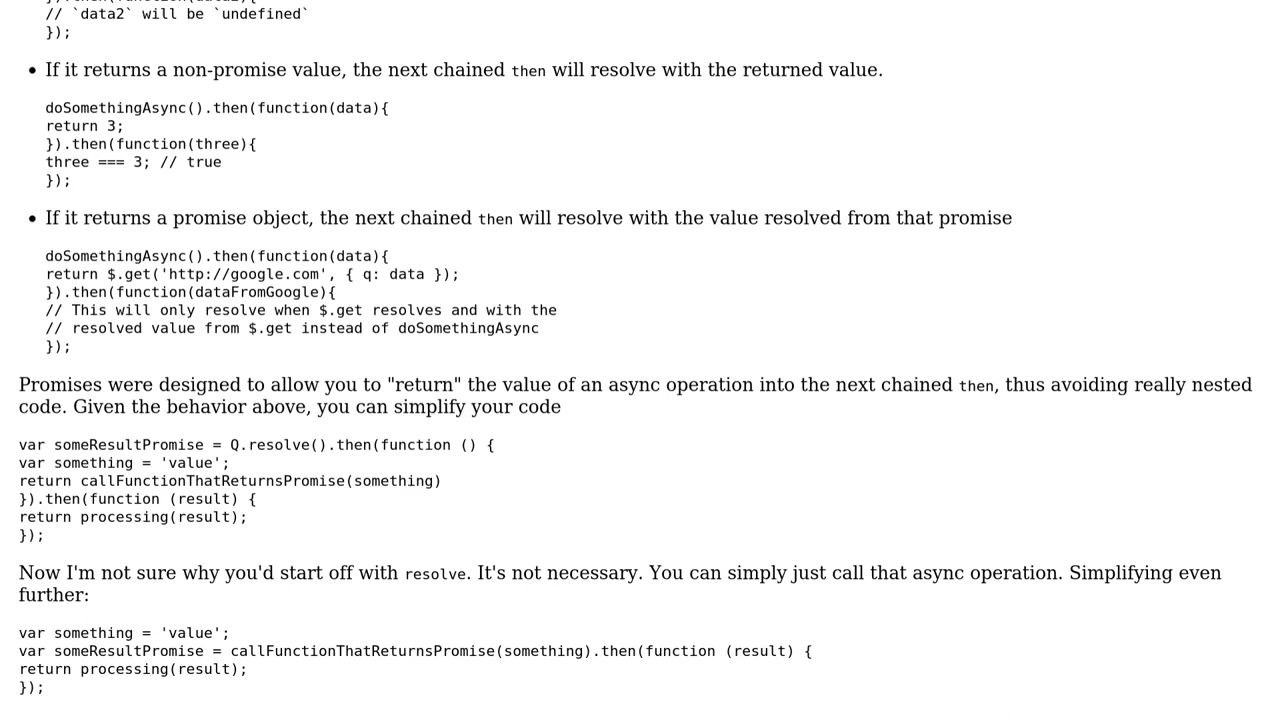 // `data2` will be `undefined`
});
• If it returns a non-promise value, the next chained then will resolve with the returned value.
doSomethingAsync().then(function(data){
return 3;
}).then(function(three){
three === 3; // true
});
• If it returns a promise object, the next chained then will resolve with the value resolved from that promise
doSomethingAsync().then(function(data){
return $.get('http://google.com', { q: data });
}).then(function(dataFromGoogle){
// This will only resolve when $.get resolves and with the
// resolved value from $.get instead of doSomethingAsync
});
Promises were designed to allow you to "return" the value of an async operation into the next chained then, thus avoiding really nested
code. Given the behavior above, you can simplify your code
var someResultPromise = Q.resolve().then(function () {
var something = 'value';
return callFunctionThatReturnsPromise(something)
}).then(function (result) {
return processing(result);
});
Now I'm not sure why you'd start off with resolve. It's not necessary. You can simply just call that async operation. Simplifying even
further:
var something = 'value';
var someResultPromise = callFunctionThatReturnsPromise(something).then(function (result) {
return processing(result);
});